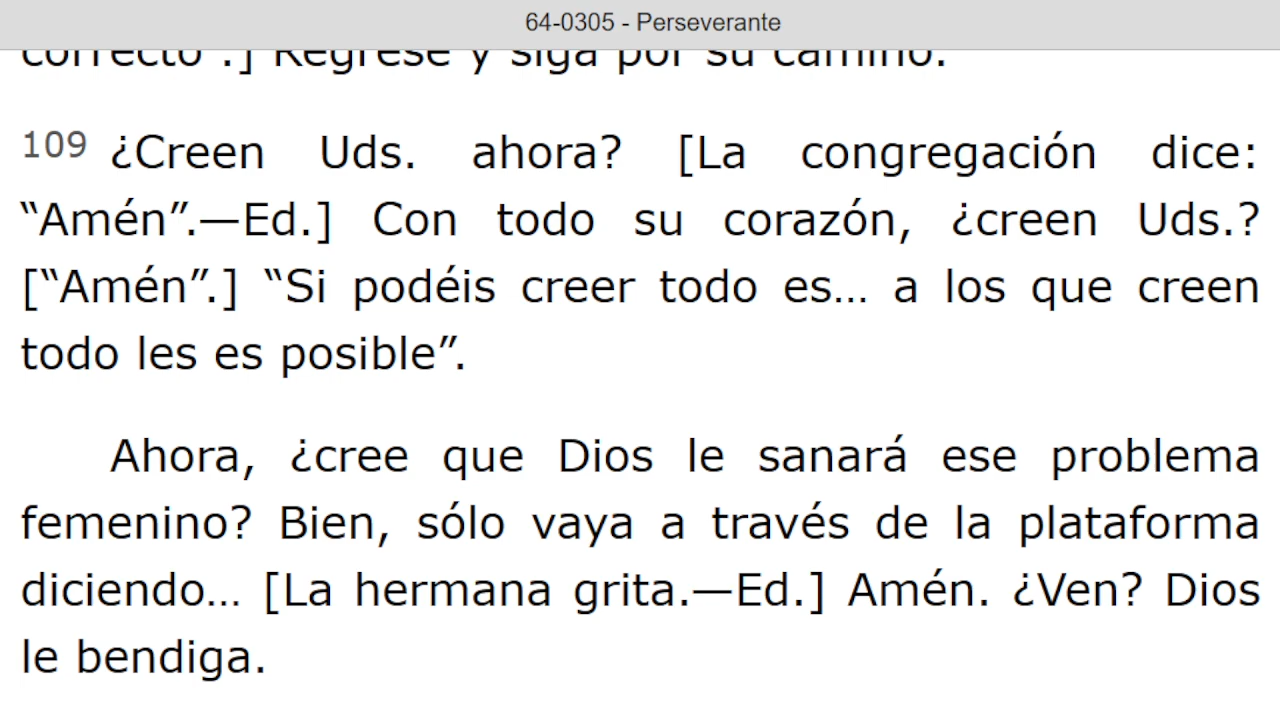 64-0305 - Perseverante
correcto”.] Regrese y siga por su camino.
109 ¿Creen Uds. ahora? [La congregación dice:
“Amén”.—Ed.] Con todo su corazón, ¿creen Uds.?
[“Amén”.] “Si podéis creer todo es... a los que creen
todo les es posible”.
Ahora, ¿cree que Dios le sanará ese problema
femenino? Bien, sólo vaya a través de la plataforma
diciendo... [La hermana grita.—Ed.] Amén. ¿Ven? Dios
le bendiga.